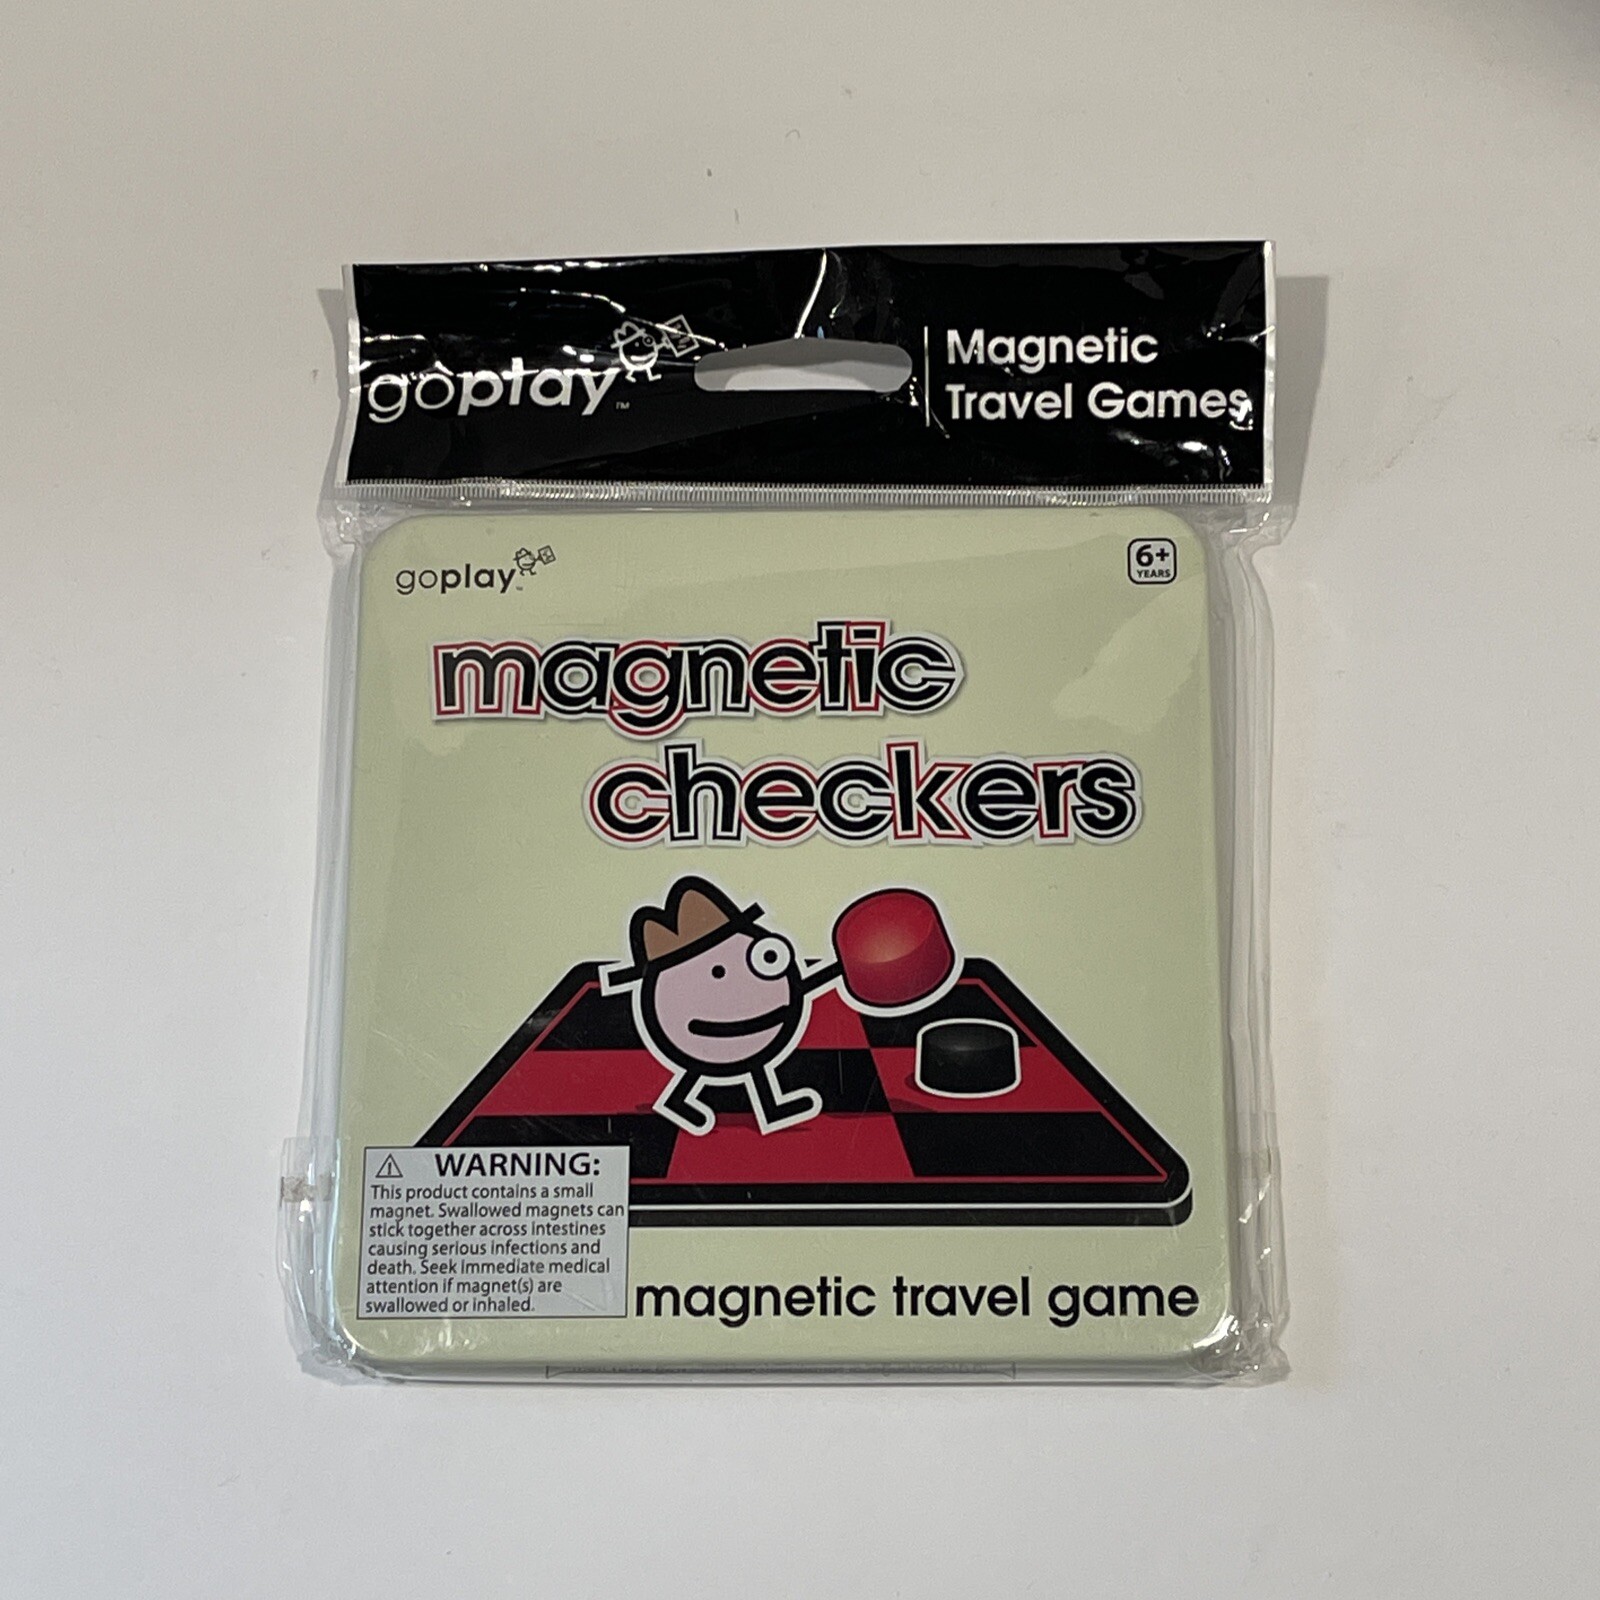 goplay™
Magnetic
Travel Games
goplay™
6+
YEARS
magnetic
checkers
WARNING:
This product contains a small
magnet. Swallowed magnets can
stick together across intestines
causing serious infections and
death. Seek immediate medical
attention if magnet(s) are
swallowed or inhaled.
magnetic travel game